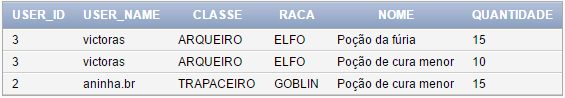 USER_ID USER_NAME CLASSE RACA NOME QUANTIDADE
3 victoras ARQUEIRO ELFO Poção da fúria 15
3 victoras ARQUEIRO ELFO Poção de cura menor 10
2 aninha.br TRAPACEIRO GOBLIN Poção de cura menor 15